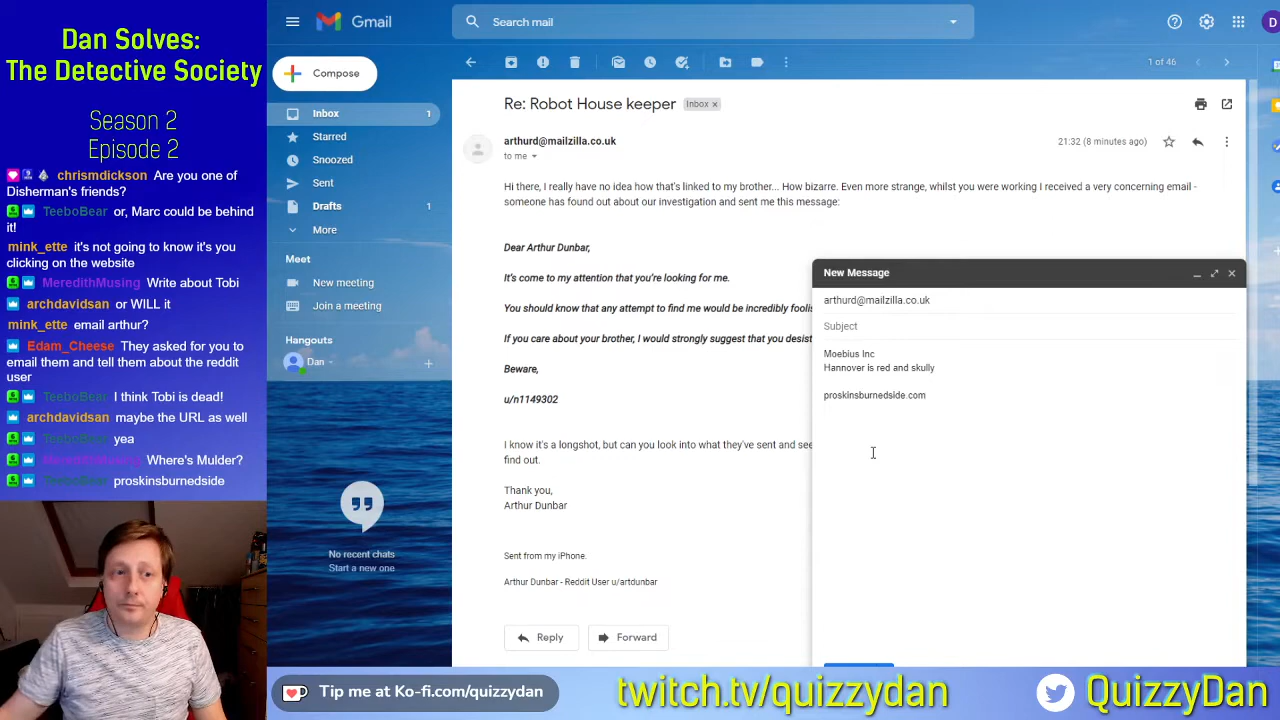 Dan Solves:
The Detective Society
Season 2
Episode 2
chrismdickson Are you one of
Disherman's friends?
TeeboBear or, Marc could be behind
it!
mink_ette it's not going to know it's you
clicking on the website
MeredithMusing Write about Tobi
archdavidsan or WILL it
mink_ette email arthur?
Edam_Cheese They asked for you to
email them and tell them about the reddit
user
TeeboBear I think Tobi is dead!
archdavidsan maybe the URL as well
TeeboBear yea
MeredithMusing Where's Mulder?
TeeboBear proskinsburnedside
Gmail
Search mail
D
Compose
Inbox 1
Starred
Snoozed
Sent
Drafts 1
More
Meet
New meeting
Join a meeting
Hangouts
Dan
No recent chats
Start a new one
1 of 46
Re: Robot House keeper Inbox x
arthurd@mailzilla.co.uk 21:32 (8 minutes ago)
to me
Hi there, I really have no idea how that's linked to my brother... How bizarre. Even more strange, whilst you were working I received a very concerning email -
someone has found out about our investigation and sent me this message:
Dear Arthur Dunbar,
It's come to my attention that you're looking for me.
You should know that any attempt to find me would be incredibly
If you care about your brother, I would strongly suggest that you
Beware,
u/n1149302
I know it's a longshot, but can you look into what they've sent and see
find out.
Thank you,
Arthur Dunbar
Sent from my iPhone.
Arthur Dunbar - Reddit User u/artdunbar
Reply Forward
New Message
arthurd@mailzilla.co.uk
Subject
Moebius Inc
Hannover is red and skully
proskinsburnedside.com
Tip me at Ko-fi.com/quizzydan
twitch.tv/quizzydan
QuizzyDan